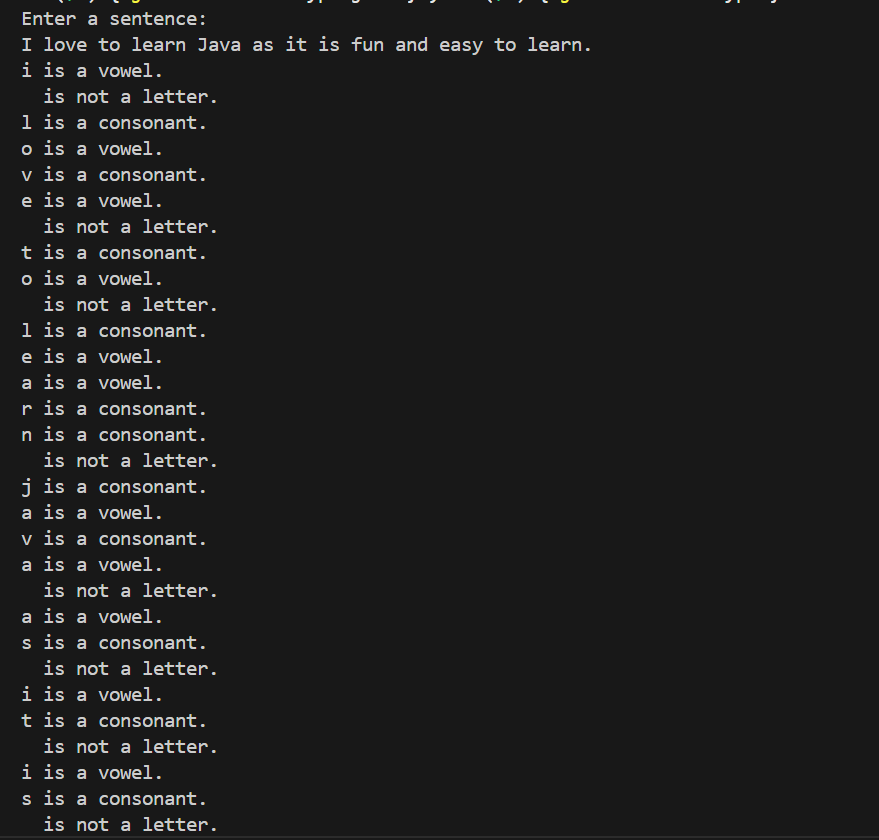 Enter a sentence:
I love to learn Java as it is fun and easy to learn.
i is a vowel.
  is not a letter.
l is a consonant.
o is a vowel.
v is a consonant.
e is a vowel.
  is not a letter.
t is a consonant.
o is a vowel.
  is not a letter.
l is a consonant.
e is a vowel.
a is a vowel.
r is a consonant.
n is a consonant.
  is not a letter.
j is a consonant.
a is a vowel.
v is a consonant.
a is a vowel.
  is not a letter.
a is a vowel.
s is a consonant.
  is not a letter.
i is a vowel.
t is a consonant.
  is not a letter.
i is a vowel.
s is a consonant.
  is not a letter.